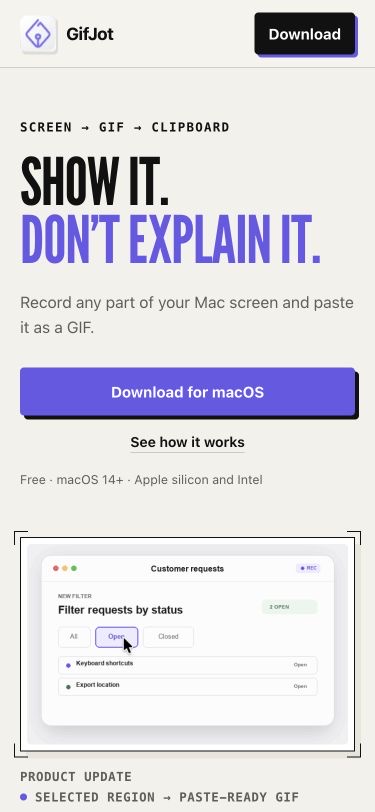 GifJot
Download
SCREEN → GIF → CLIPBOARD
SHOW IT.
DON’T EXPLAIN IT.
Record any part of your Mac screen and paste
it as a GIF.
Download for macOS
See how it works
Free · macOS 14+ · Apple silicon and Intel
Customer requests
REC
NEW FILTER
Filter requests by status
2 OPEN
All
Open
Closed
Keyboard shortcuts
Open
Export location
Open
PRODUCT UPDATE
SELECTED REGION → PASTE-READY GIF